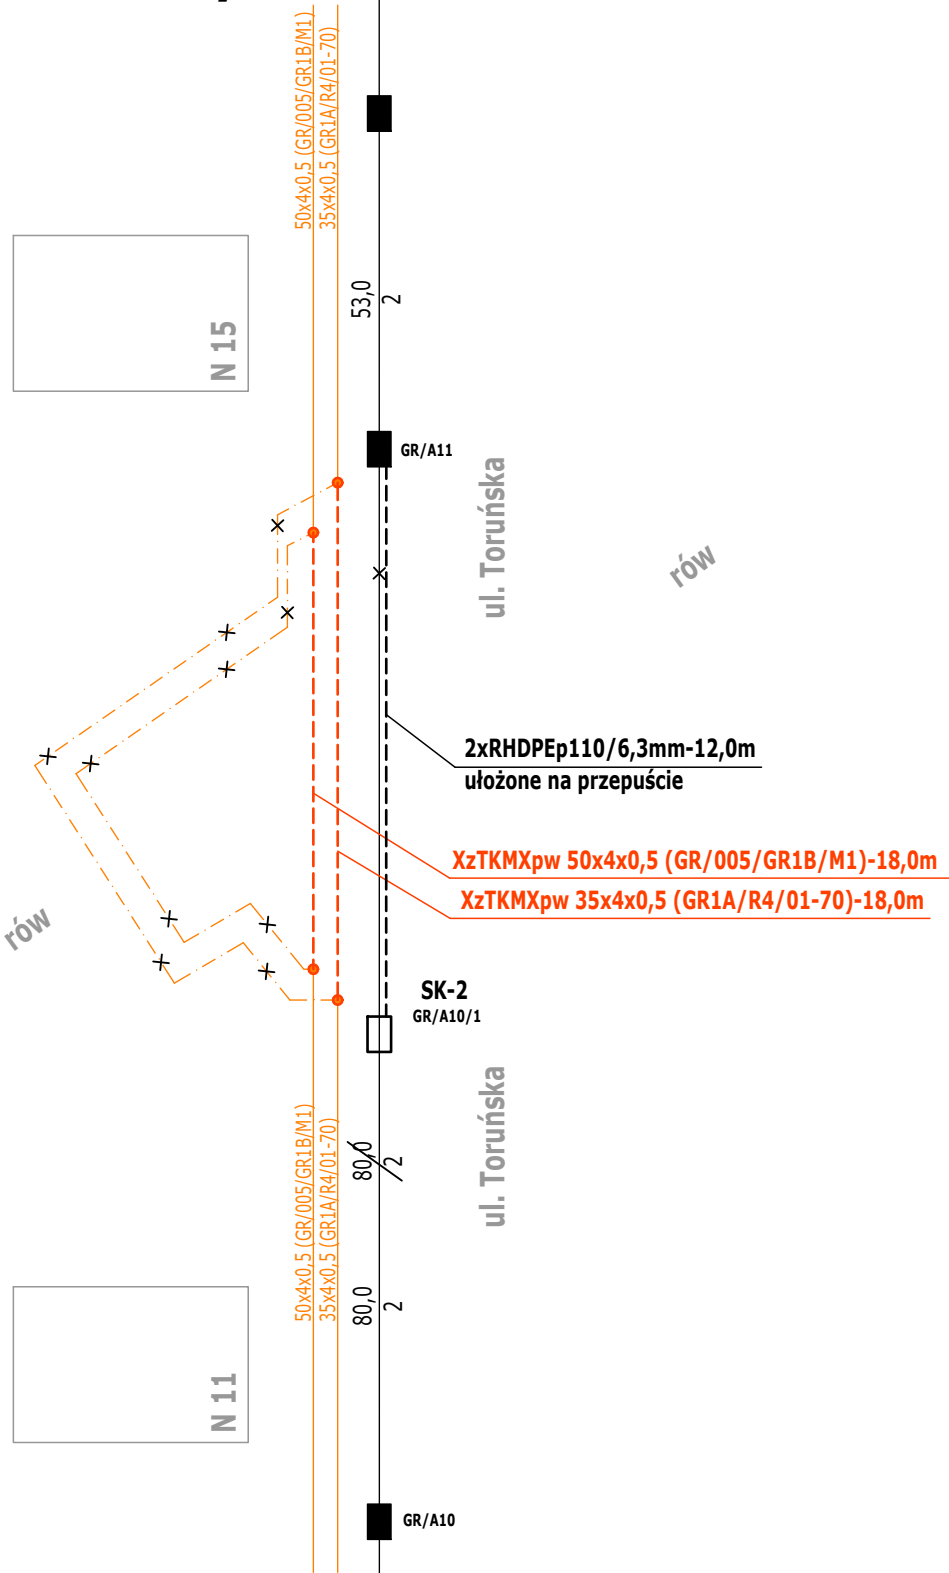 50x4x0,5 (GR/005/GR1B/M1)
35x4x0,5 (GR1A/R4/01-70)
53,0
2
N 15
GR/A11
ul. Toruńska
rów
2xRHDPEp110/6,3mm-12,0m
ułożone na przepuście
XzTKMXpw 50x4x0,5 (GR/005/GR1B/M1)-18,0m
XzTKMXpw 35x4x0,5 (GR1A/R4/01-70)-18,0m
rów
SK-2
GR/A10/1
ul. Toruńska
50x4x0,5 (GR/005/GR1B/M1)
35x4x0,5 (GR1A/R4/01-70)
80,0
2
80,0
2
N 11
GR/A10